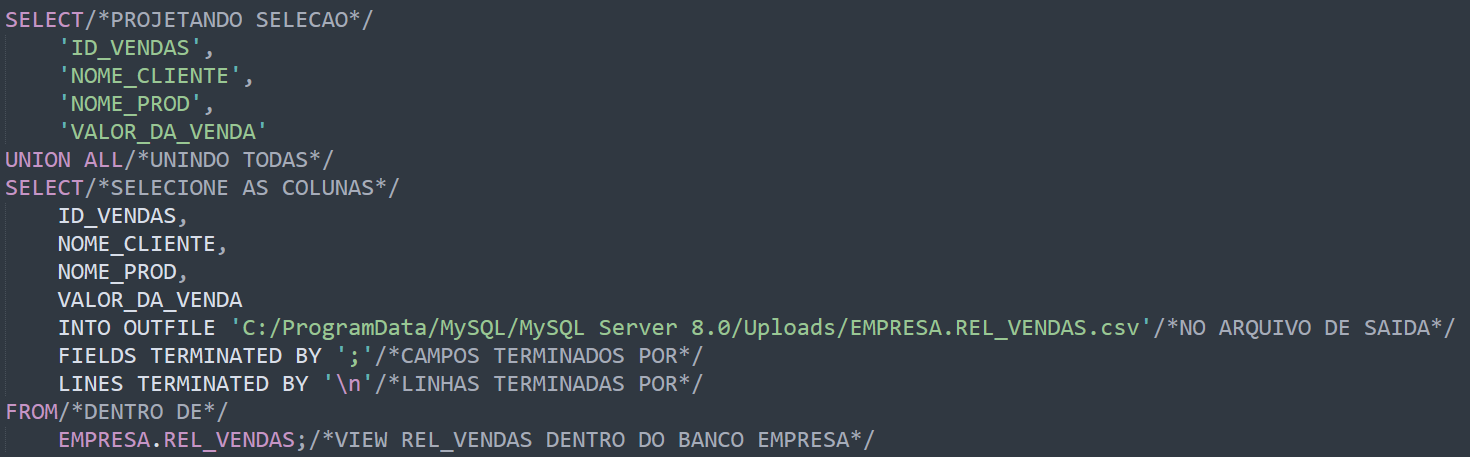 SELECT/*PROJETANDO SELECAO*/
    'ID_VENDAS',
    'NOME_CLIENTE',
    'NOME_PROD',
    'VALOR_DA_VENDA'
UNION ALL/*UNINDO TODAS*/
SELECT/*SELECIONE AS COLUNAS*/
    ID_VENDAS,
    NOME_CLIENTE,
    NOME_PROD,
    VALOR_DA_VENDA
    INTO OUTFILE 'C:/ProgramData/MySQL/MySQL Server 8.0/Uploads/EMPRESA.REL_VENDAS.csv'/*NO ARQUIVO DE SAIDA*/
    FIELDS TERMINATED BY ';'/*CAMPOS TERMINADOS POR*/
    LINES TERMINATED BY '\n'/*LINHAS TERMINADAS POR*/
FROM/*DENTRO DE*/
    EMPRESA.REL_VENDAS;/*VIEW REL_VENDAS DENTRO DO BANCO EMPRESA*/